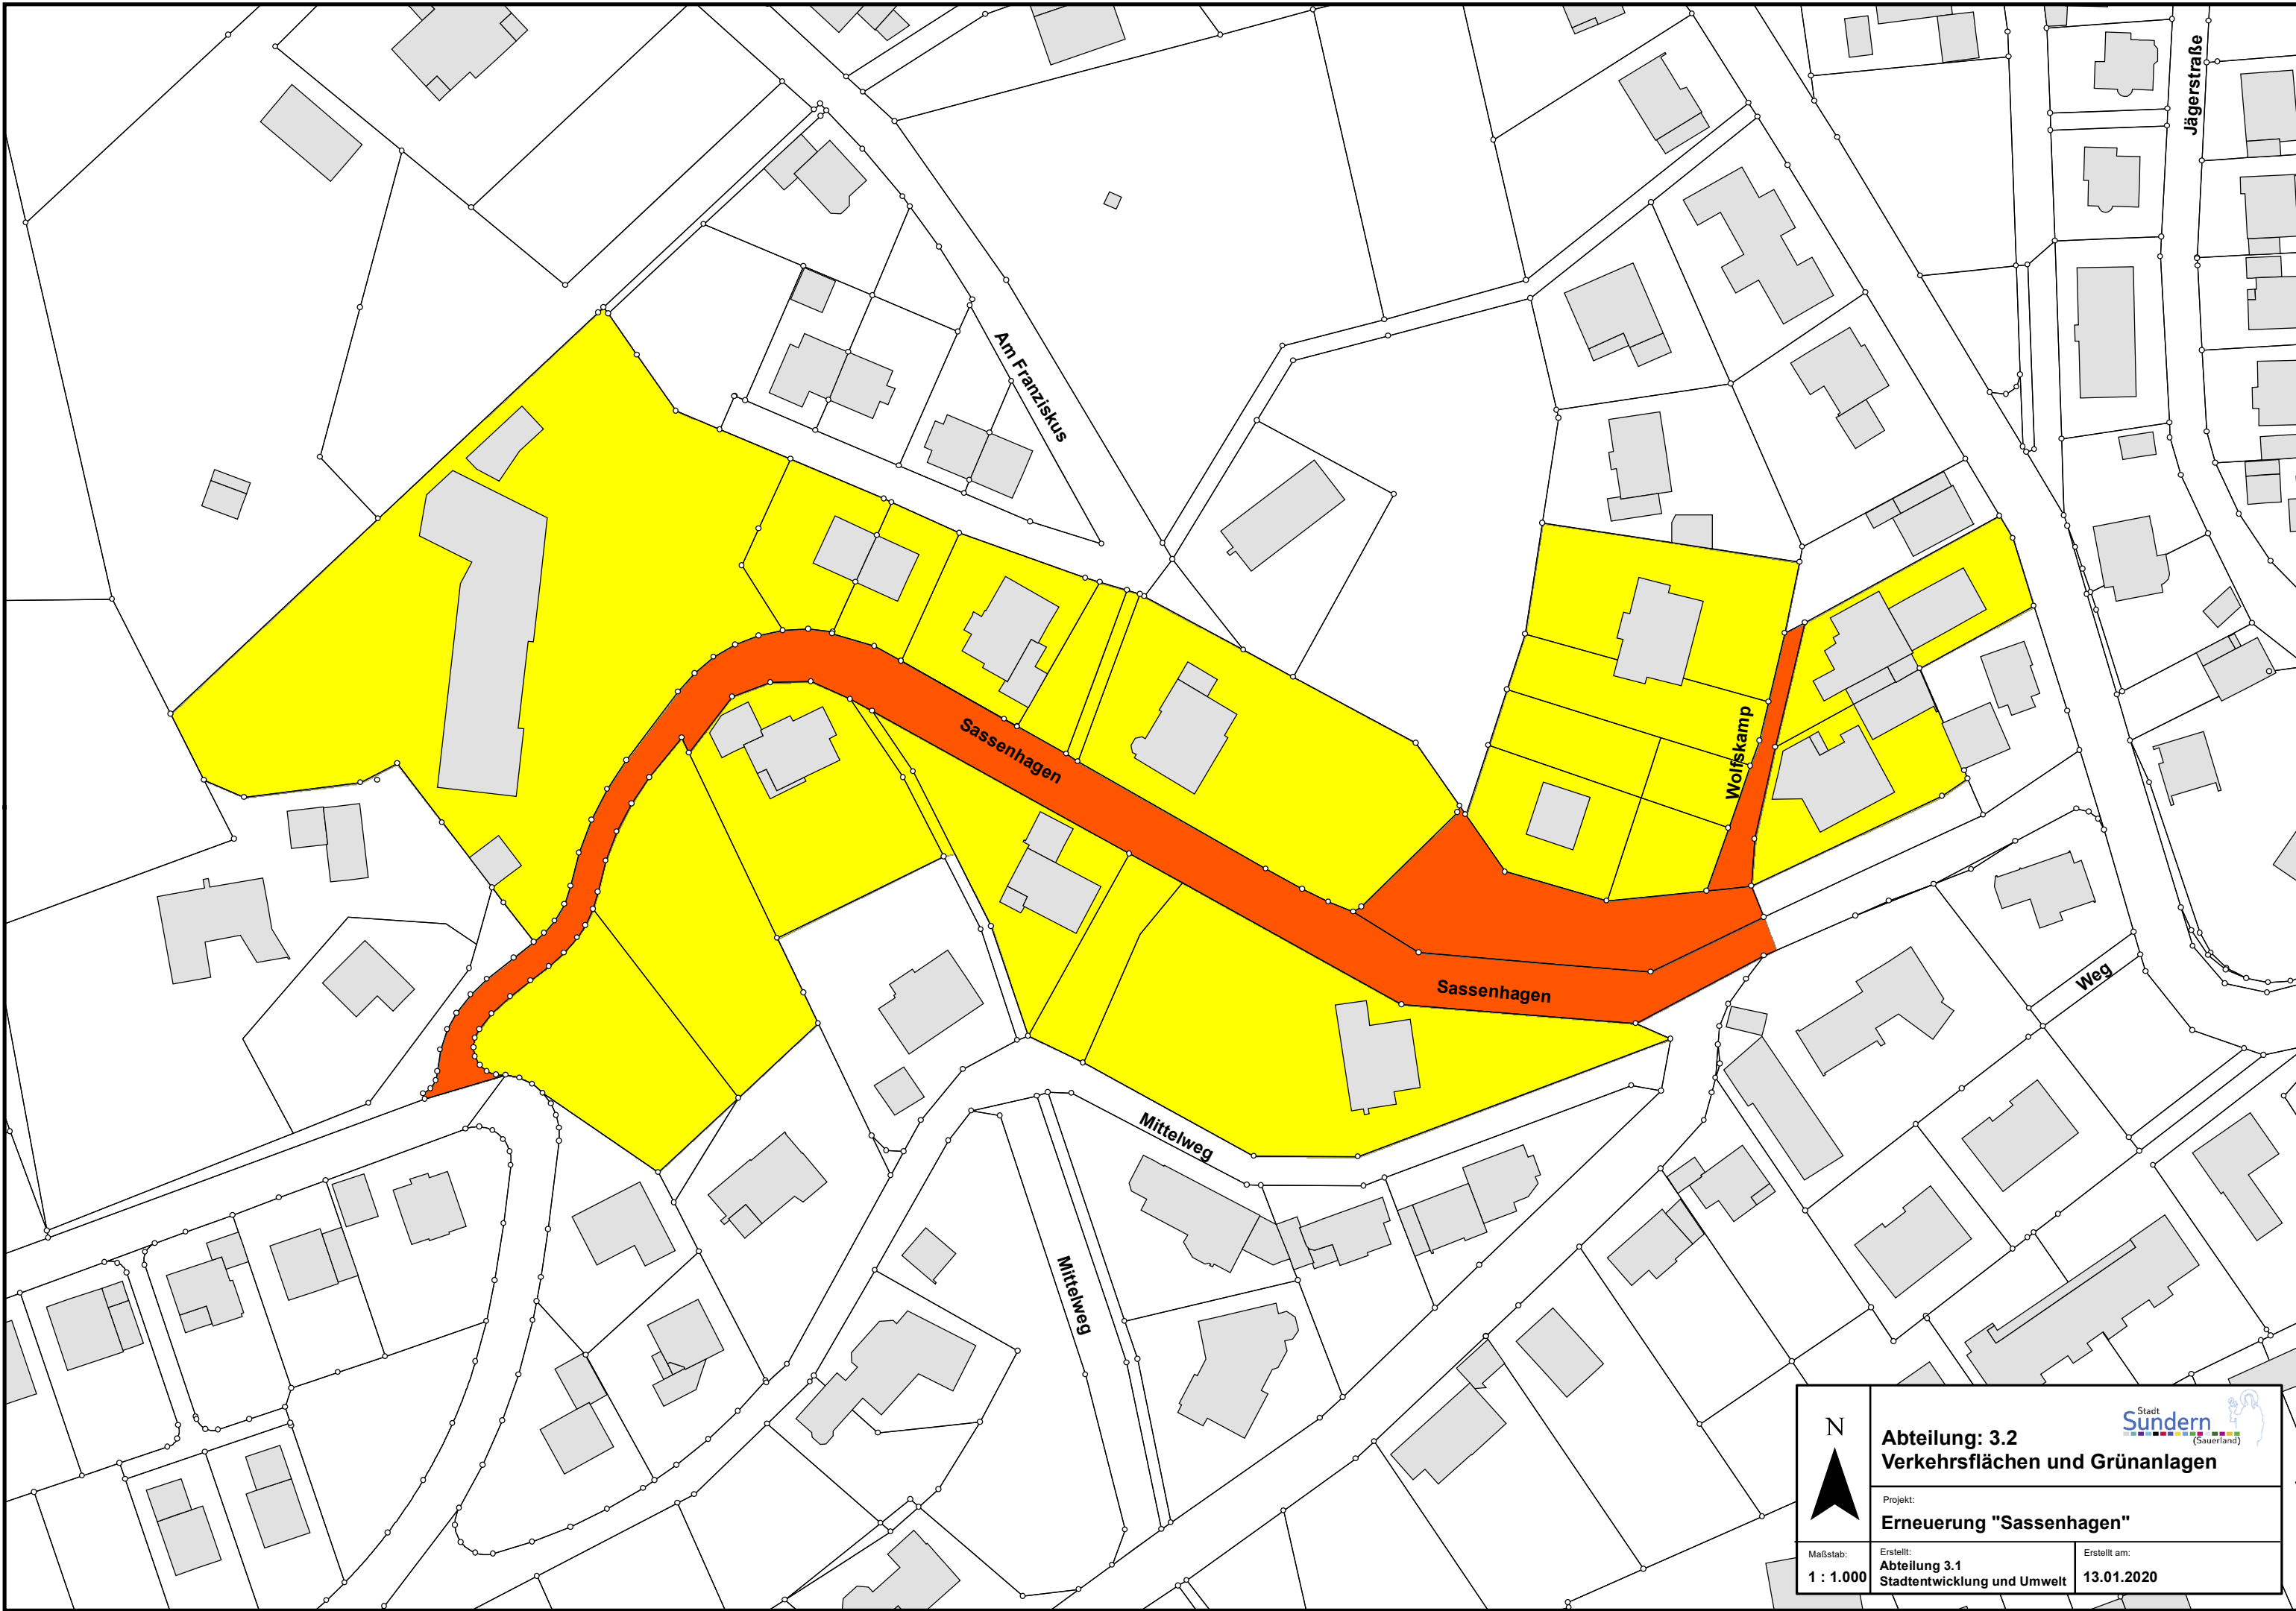 Jägerstraße
Am Franziskus
Sassenhagen
Wolfskamp
Sassenhagen
Weg
Mittelweg
Mittelweg
N
Abteilung: 3.2
Verkehrsflächen und Grünanlagen
Stadt
Sundern
(Sauerland)
Projekt:
Erneuerung "Sassenhagen"
Maßstab:
1 : 1.000
Erstellt:
Abteilung 3.1
Stadtentwicklung und Umwelt
Erstellt am:
13.01.2020